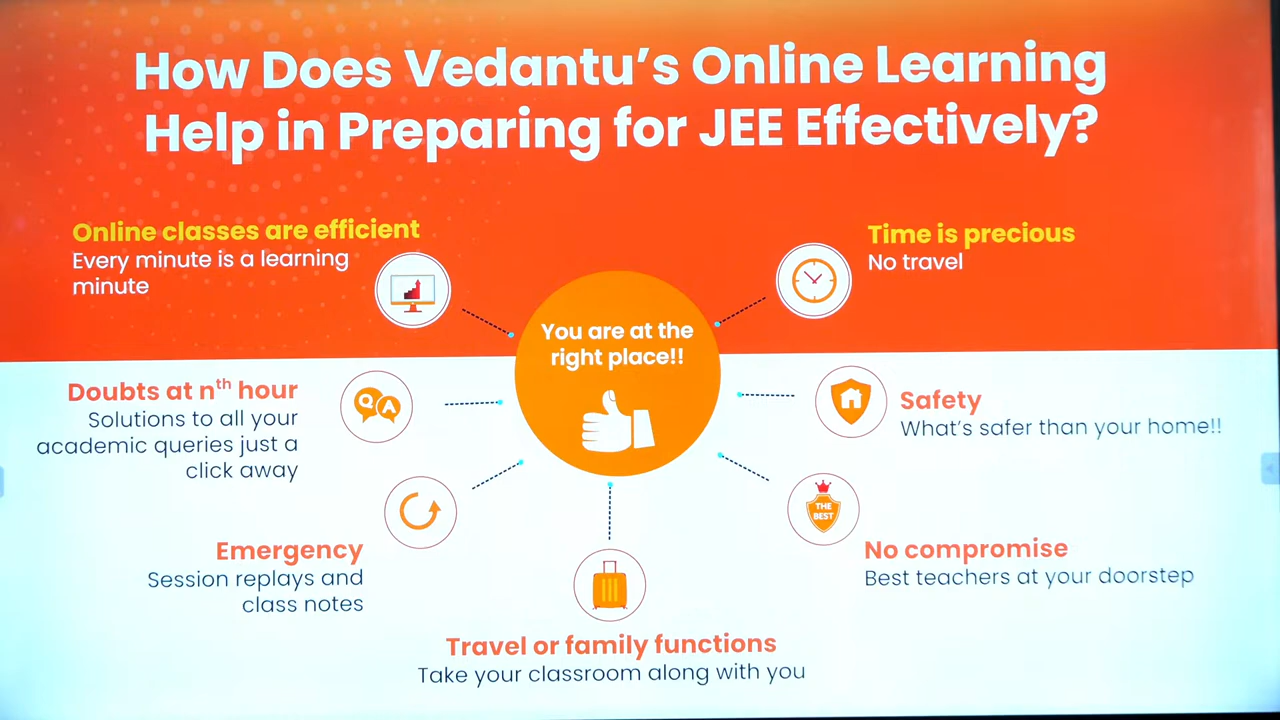 How Does Vedantu's Online Learning
Help in Preparing for JEE Effectively?
Online classes are efficient
Every minute is a learning
minute
Time is precious
No travel
You are at the
right place!!
Doubts at nth hour
Solutions to all your
academic queries just a
click away
Q A
Safety
What's safer than your home!!
Emergency
Session replays and
class notes
THE
BEST
No compromise
Best teachers at your doorstep
Travel or family functions
Take your classroom along with you